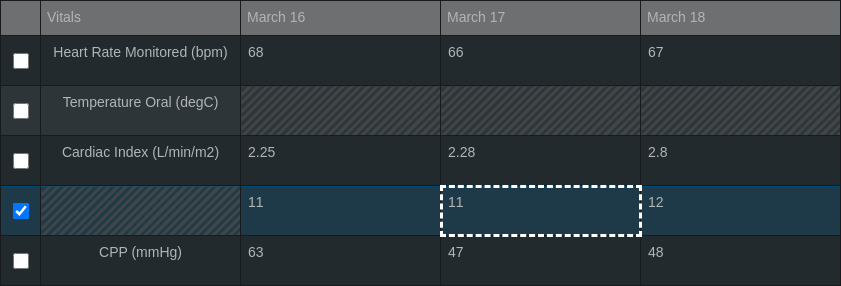 Vitals March 16 March 17 March 18
Heart Rate Monitored (bpm) 68 66 67
Temperature Oral (degC)
Cardiac Index (L/min/m2) 2.25 2.28 2.8
11 11 12
CPP (mmHg) 63 47 48